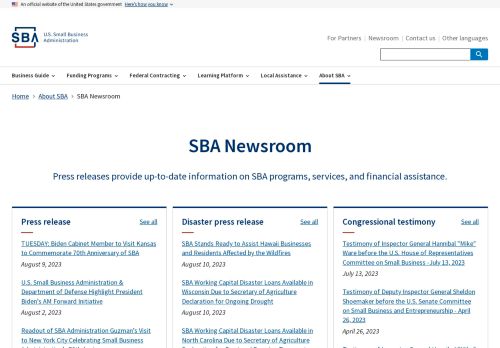 An official website of the United States government Here's how you know
SBA U.S. Small Business
Administration
For Partners Newsroom Contact us Other languages
Business Guide Funding Programs Federal Contracting Learning Platform Local Assistance About SBA
Home About SBA SBA Newsroom
SBA Newsroom
Press releases provide up-to-date information on SBA programs, services, and financial assistance.
Press release See all
TUESDAY: Biden Cabinet Member to Visit Kansas
to Commemorate 70th Anniversary of SBA
August 9, 2023
U.S. Small Business Administration &
Department of Defense Highlight President
Biden's AM Forward Initiative
August 2, 2023
Readout of SBA Administration Guzman's Visit
to New York City Celebrating Small Business
Disaster press release See all
SBA Stands Ready to Assist Hawaii Businesses
and Residents Affected by the Wildfires
August 10, 2023
SBA Working Capital Disaster Loans Available in
Wisconsin Due to Secretary of Agriculture
Declaration for Ongoing Drought
August 10, 2023
SBA Working Capital Disaster Loans Available in
North Carolina Due to Secretary of Agriculture
Congressional testimony See all
Testimony of Inspector General Hannibal "Mike"
Ware before the U.S. House of Representatives
Committee on Small Business - July 13, 2023
July 13, 2023
Testimony of Deputy Inspector General Sheldon
Shoemaker before the U.S. Senate Committee
on Small Business and Entrepreneurship - April
26, 2023
April 26, 2023